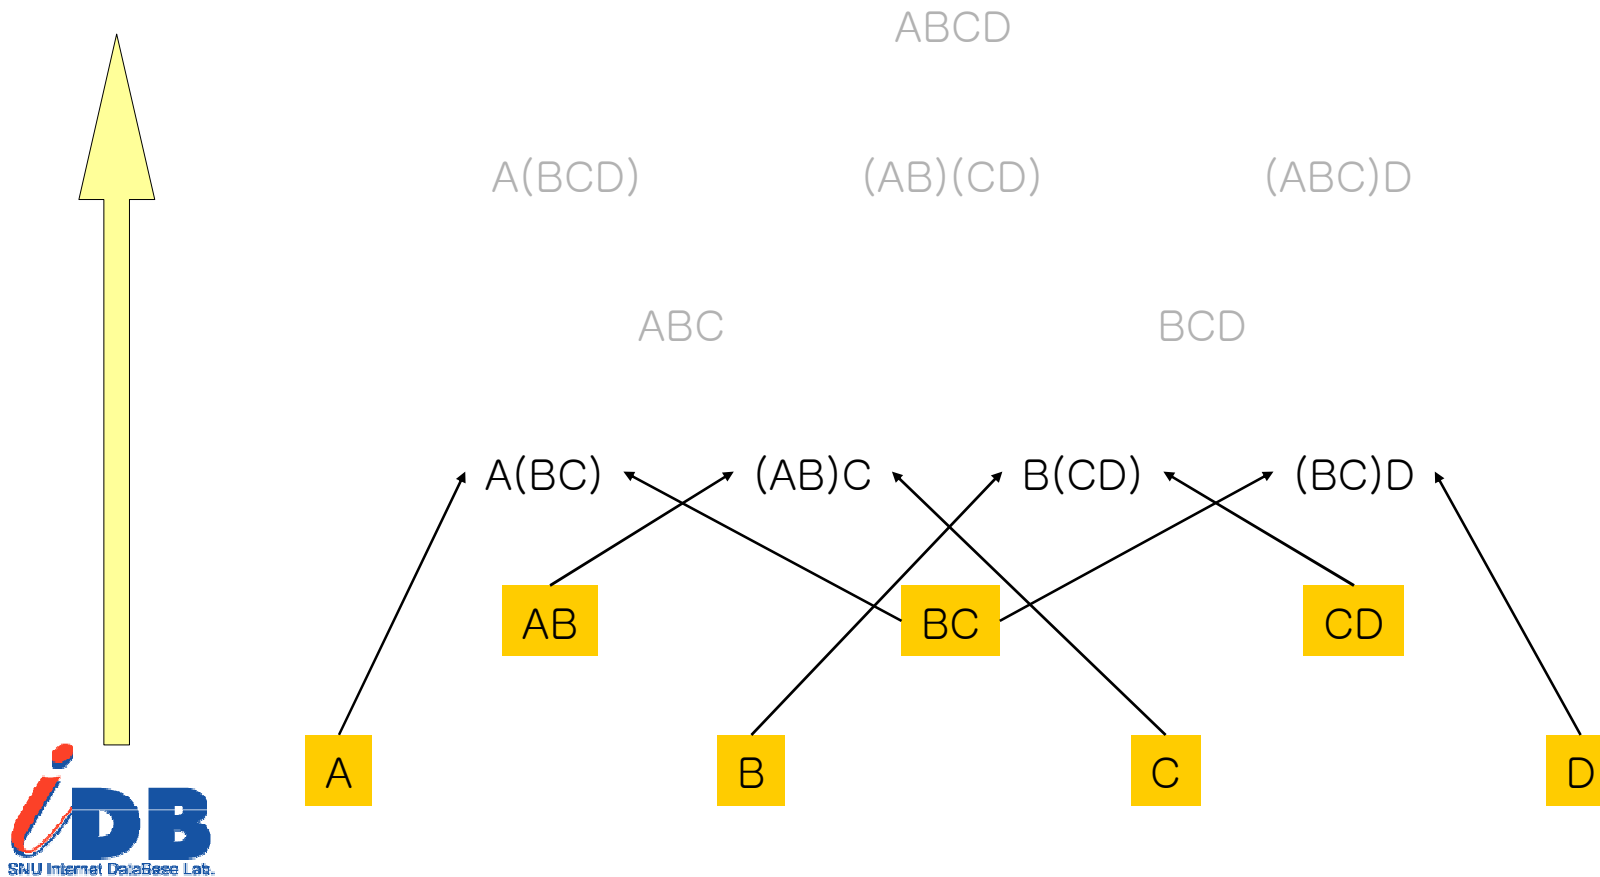 ABCD
A(BCD) (AB)(CD) (ABC)D
ABC BCD
A(BC) (AB)C B(CD) (BC)D
AB BC CD
A B C D
iDB
SNU Internet DataBase Lab.